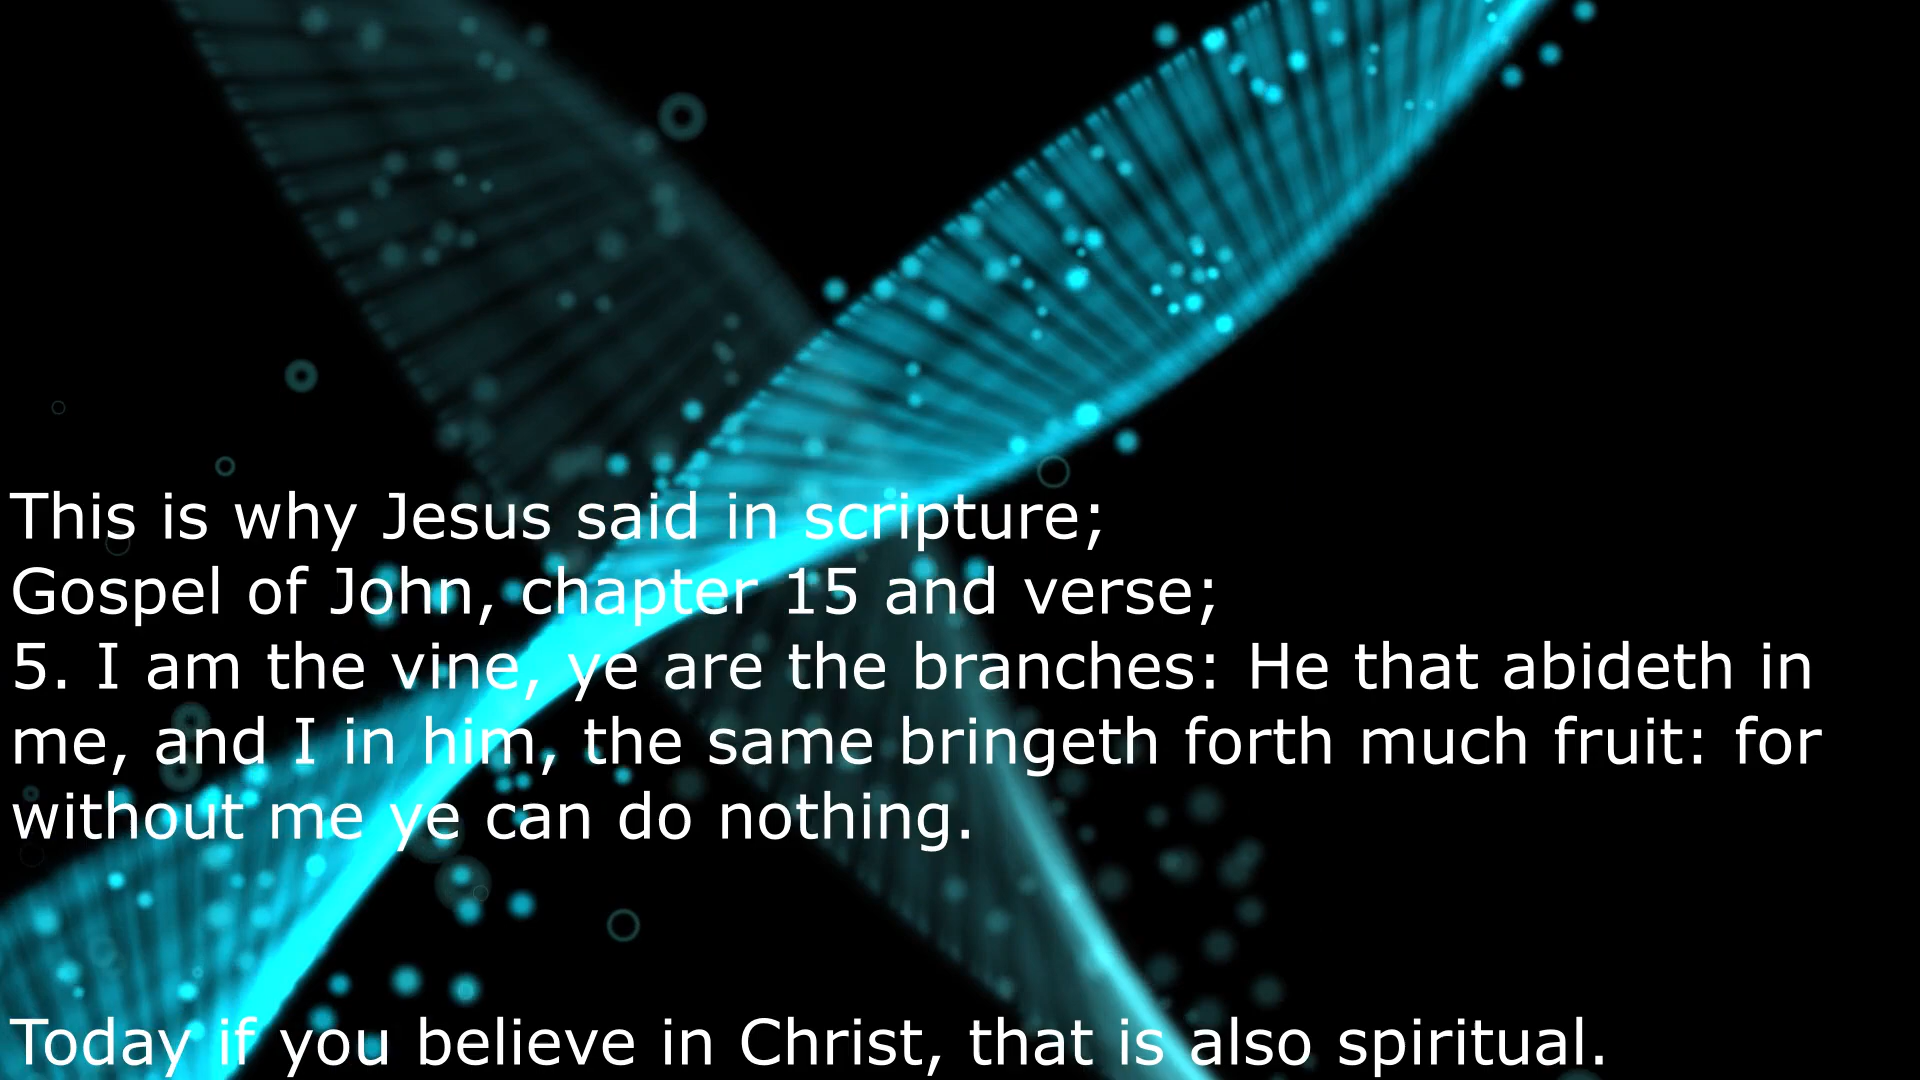 This is why Jesus said in scripture;
Gospel of John, chapter 15 and verse;
5. I am the vine, ye are the branches: He that abideth in
me, and I in him, the same bringeth forth much fruit: for
without me ye can do nothing.
Today if you believe in Christ, that is also spiritual.